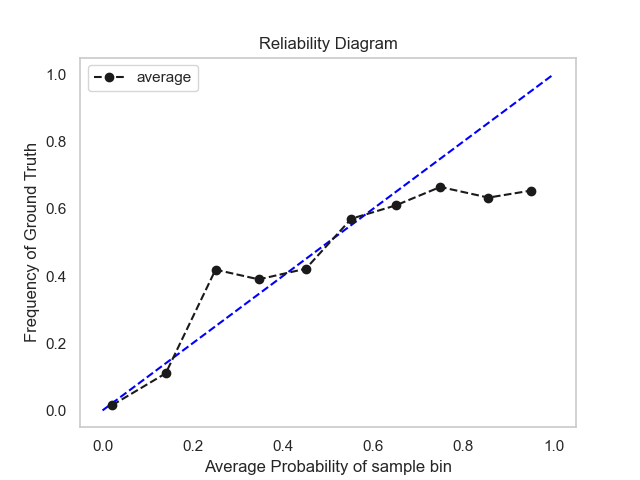 Reliability Diagram
average
Frequency of Ground Truth
1.0
0.8
0.6
0.4
0.2
0.0
0.0 0.2 0.4 0.6 0.8 1.0
Average Probability of sample bin